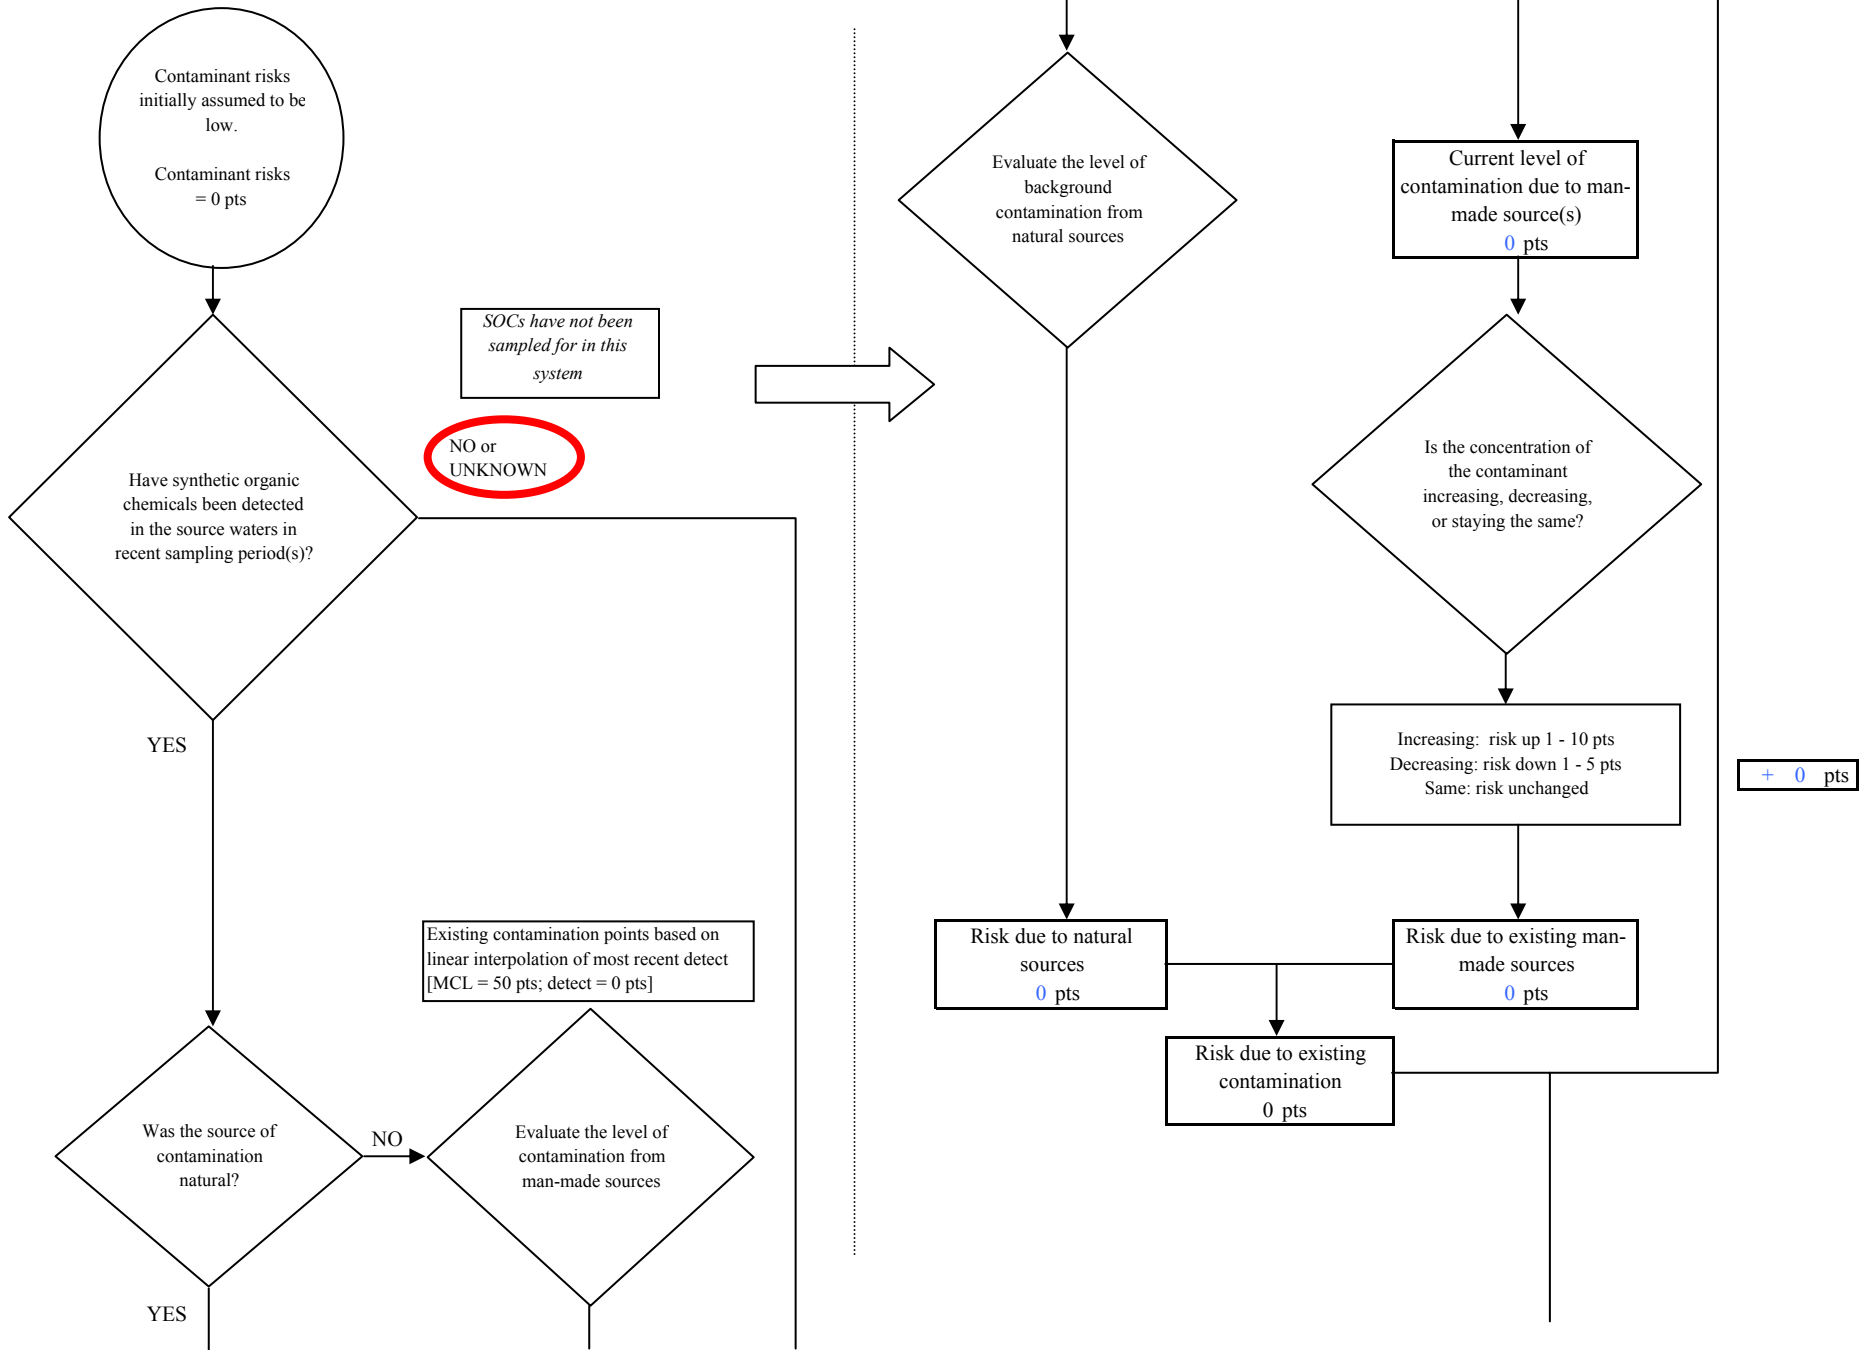 Contaminant risks
initially assumed to be
low.
Contaminant risks
= 0 pts
SOCs have not been
sampled for in this
system
NO or
UNKNOWN
Have synthetic organic
chemicals been detected
in the source waters in
recent sampling period(s)?
YES
Existing contamination points based on
linear interpolation of most recent detect
[MCL = 50 pts; detect = 0 pts]
Was the source of
contamination
natural?
NO
Evaluate the level of
contamination from
man-made sources
YES
Evaluate the level of
background
contamination from
natural sources
Current level of
contamination due to man-
made source(s)
0 pts
Is the concentration of
the contaminant
increasing, decreasing,
or staying the same?
Increasing: risk up 1 - 10 pts
Decreasing: risk down 1 - 5 pts
Same: risk unchanged
+ 0 pts
Risk due to natural
sources
0 pts
Risk due to existing man-
made sources
0 pts
Risk due to existing
contamination
0 pts